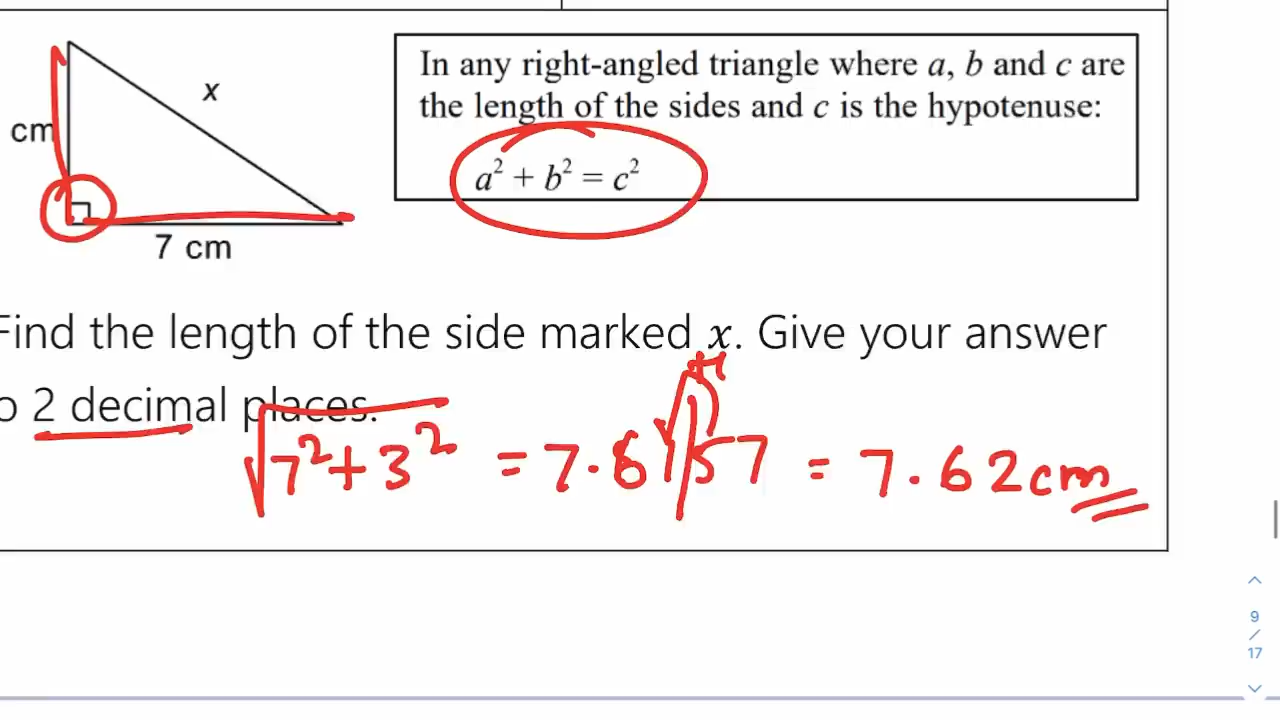 x
In any right-angled triangle where a, b and c are
the length of the sides and c is the hypotenuse:
a² + b² = c²
cm
7 cm
Find the length of the side marked x. Give your answer
o 2 decimal places.
√7²+3² = 7.6157 = 7.62cm
9
/
17